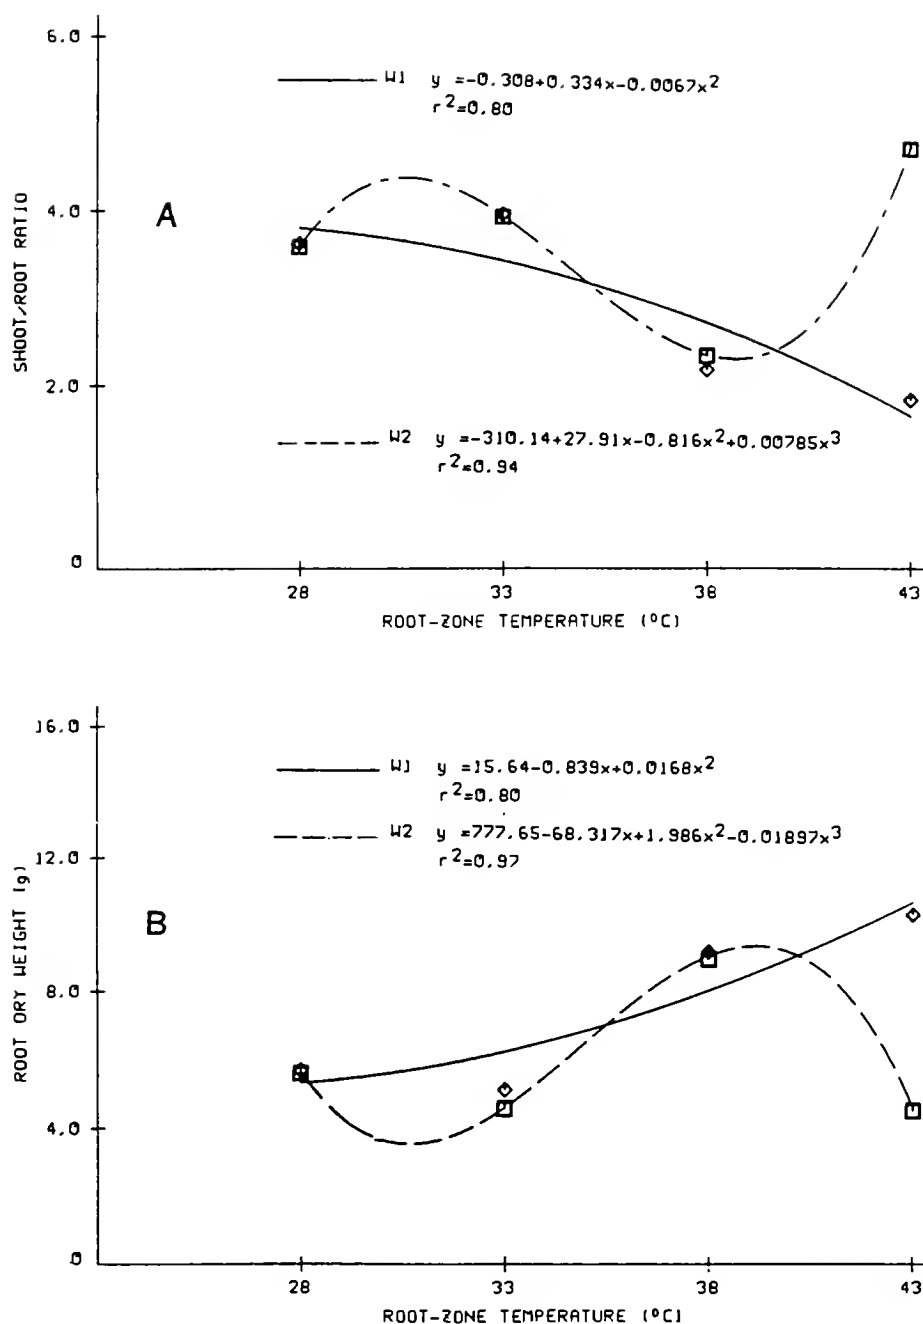 6.0
W1 y =-0.308+0.334x-0.0067x²
r²=0.80
4.0
A
SHOOT/ROOT RATIO
2.0
W2 y =-310.14+27.91x-0.816x²+0.00785x³
r²=0.94
0
28 33 38 43
ROOT-ZONE TEMPERATURE (°C)
16.0
W1 y =15.64-0.839x+0.0168x²
r²=0.80
W2 y =777.65-68.317x+1.986x²-0.01897x³
r²=0.97
12.0
B
ROOT DRY WEIGHT (g)
8.0
4.0
0
28 33 38 43
ROOT-ZONE TEMPERATURE (°C)